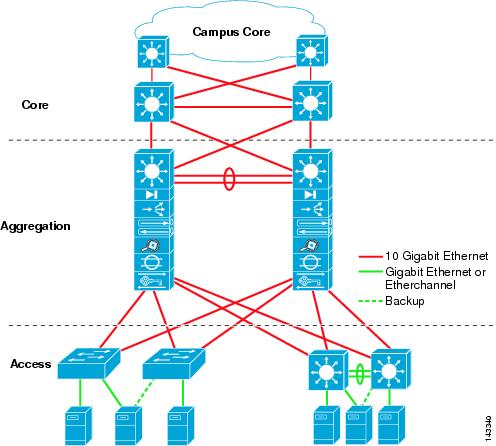 Campus Core
Core
Aggregation
10 Gigabit Ethernet
Gigabit Ethernet or
Etherchannel
Backup
Access
143340